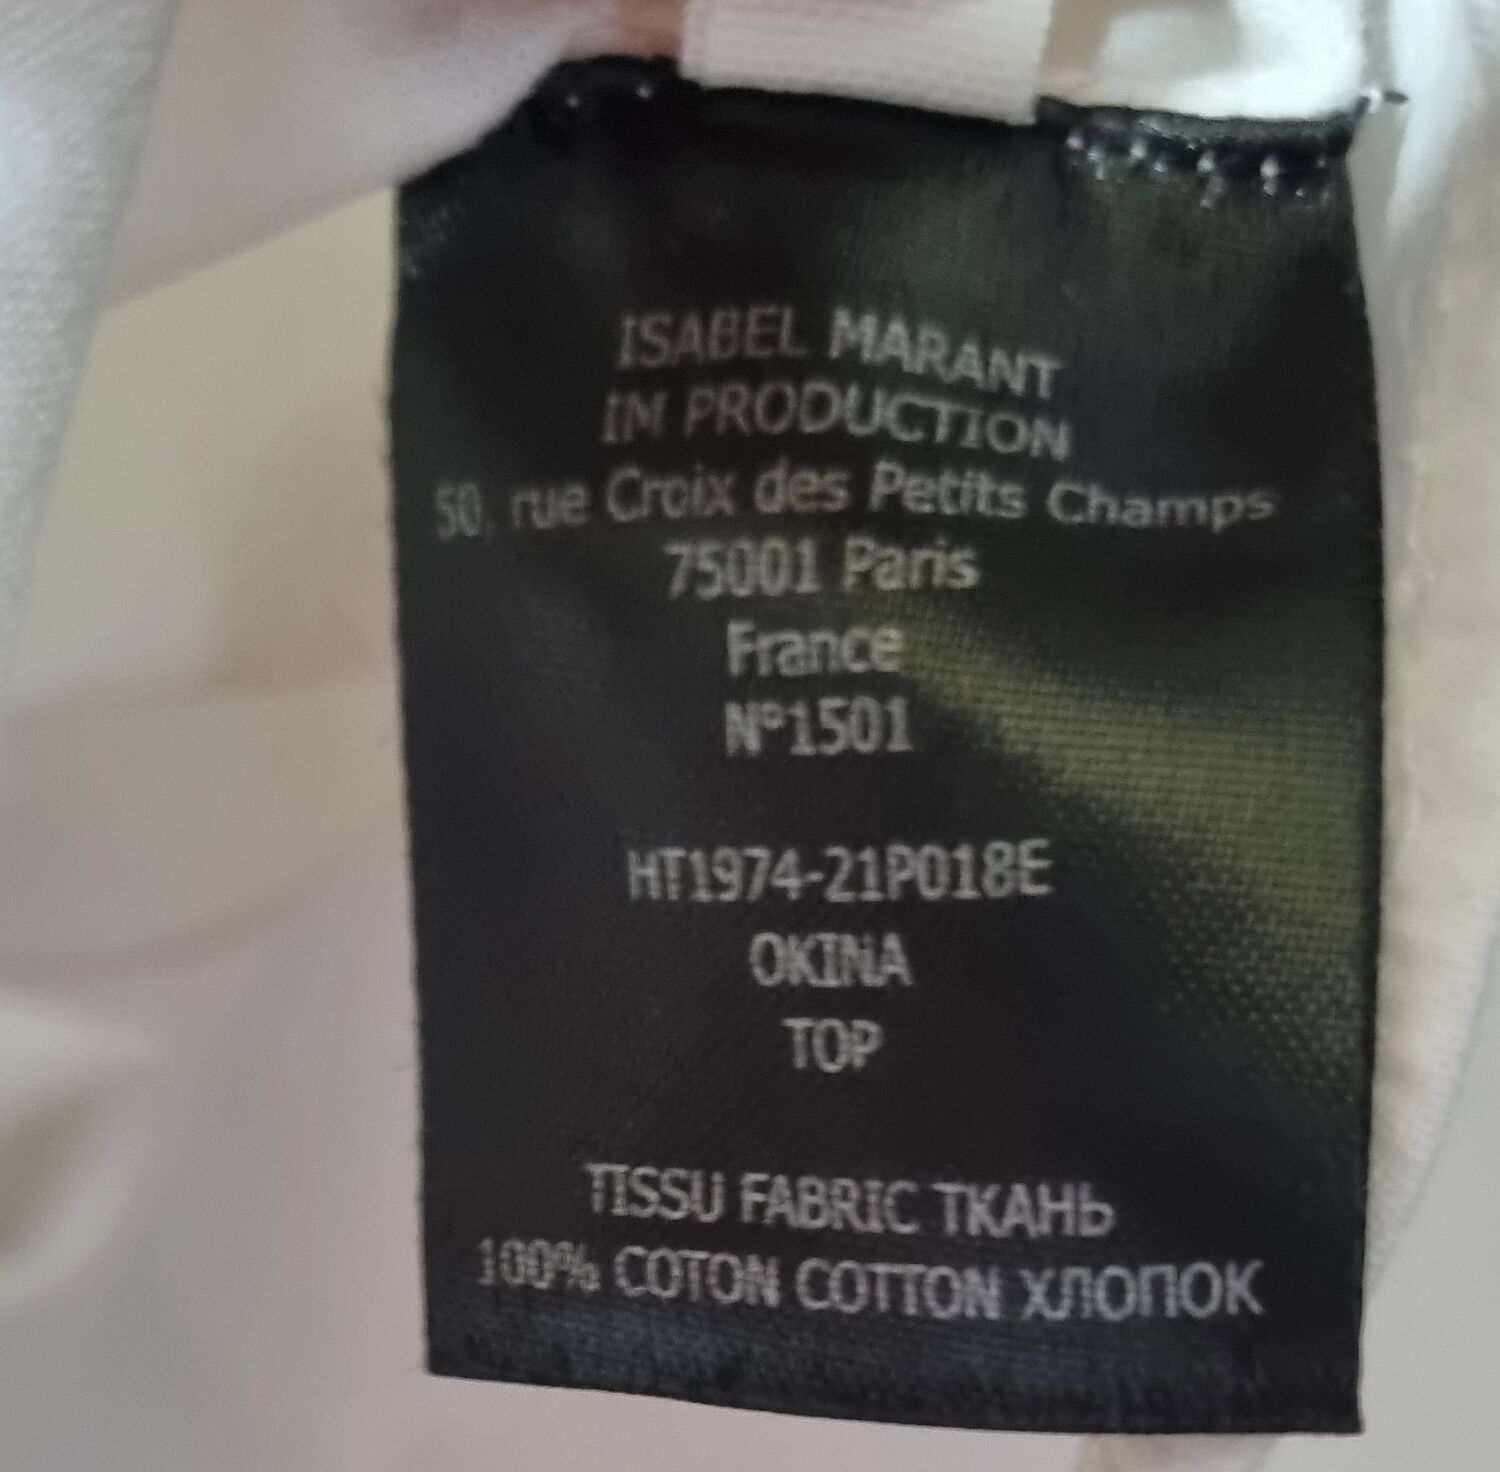 ISABEL MARANT
IM PRODUCTION
50, rue Croix des Petits Champs
75001 Paris
France
N°1501
HT1974-21P018E
OKINA
TOP
TISSU FABRIC ТКАНЬ
100% COTON COTTON ХЛОПОК